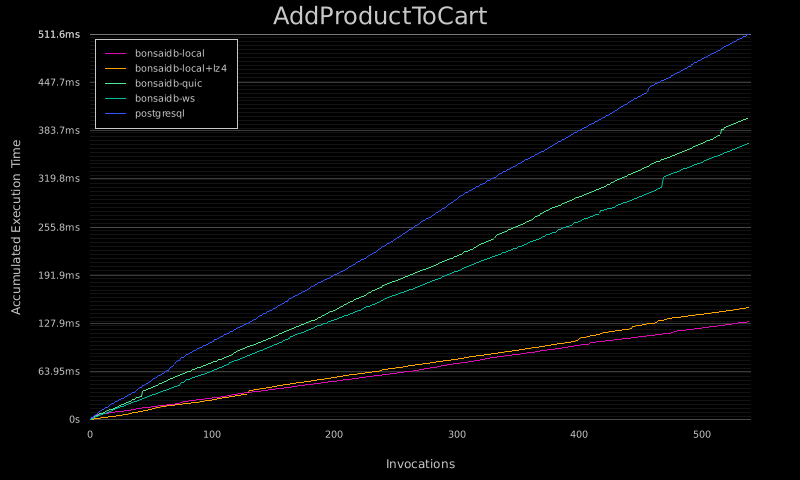 AddProductToCart
511.6ms
447.7ms
383.7ms
319.8ms
255.8ms
191.9ms
127.9ms
63.95ms
0s
Accumulated Execution Time
bonsaidb-local
bonsaidb-local+lz4
bonsaidb-quic
bonsaidb-ws
postgresql
0
100
200
300
400
500
Invocations